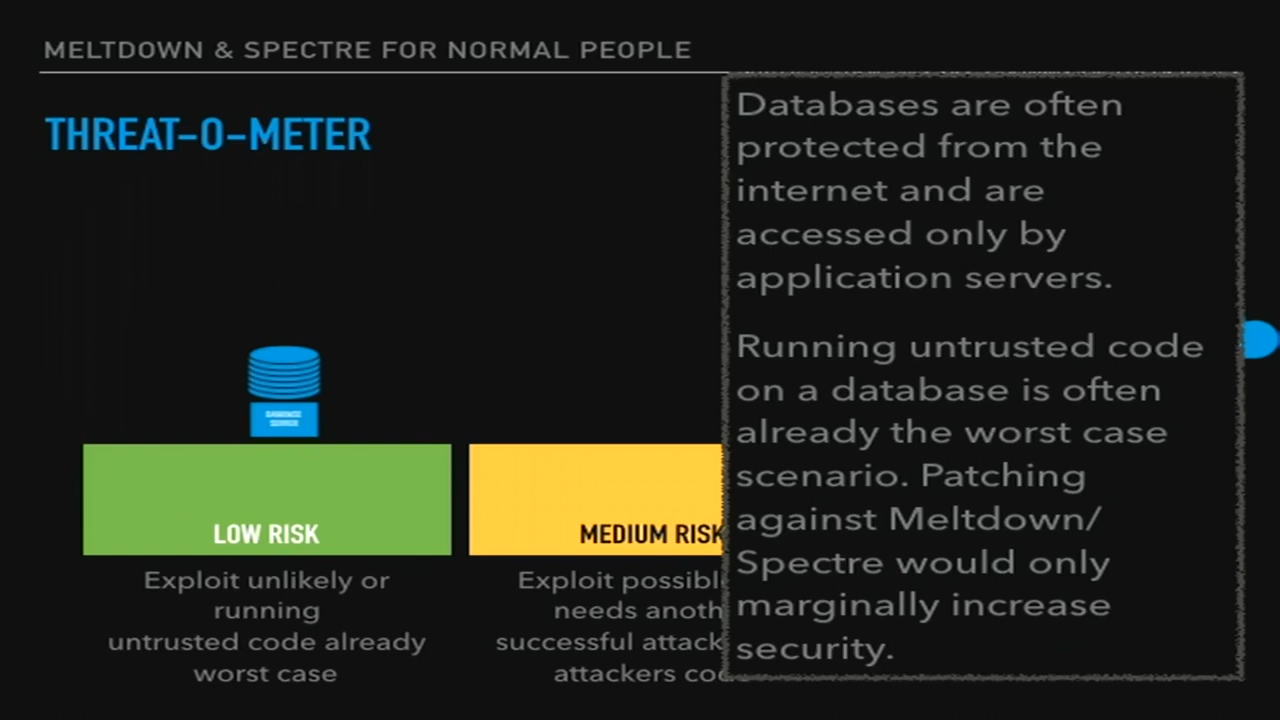 MELTDOWN & SPECTRE FOR NORMAL PEOPLE
THREAT-O-METER
DATABASE
SERVER
LOW RISK
Exploit unlikely or
running
untrusted code already
worst case
MEDIUM RISK
Exploit possible
needs anoth
successful attack
attackers cod
Databases are often
protected from the
internet and are
accessed only by
application servers.
Running untrusted code
on a database is often
already the worst case
scenario. Patching
against Meltdown/
Spectre would only
marginally increase
security.